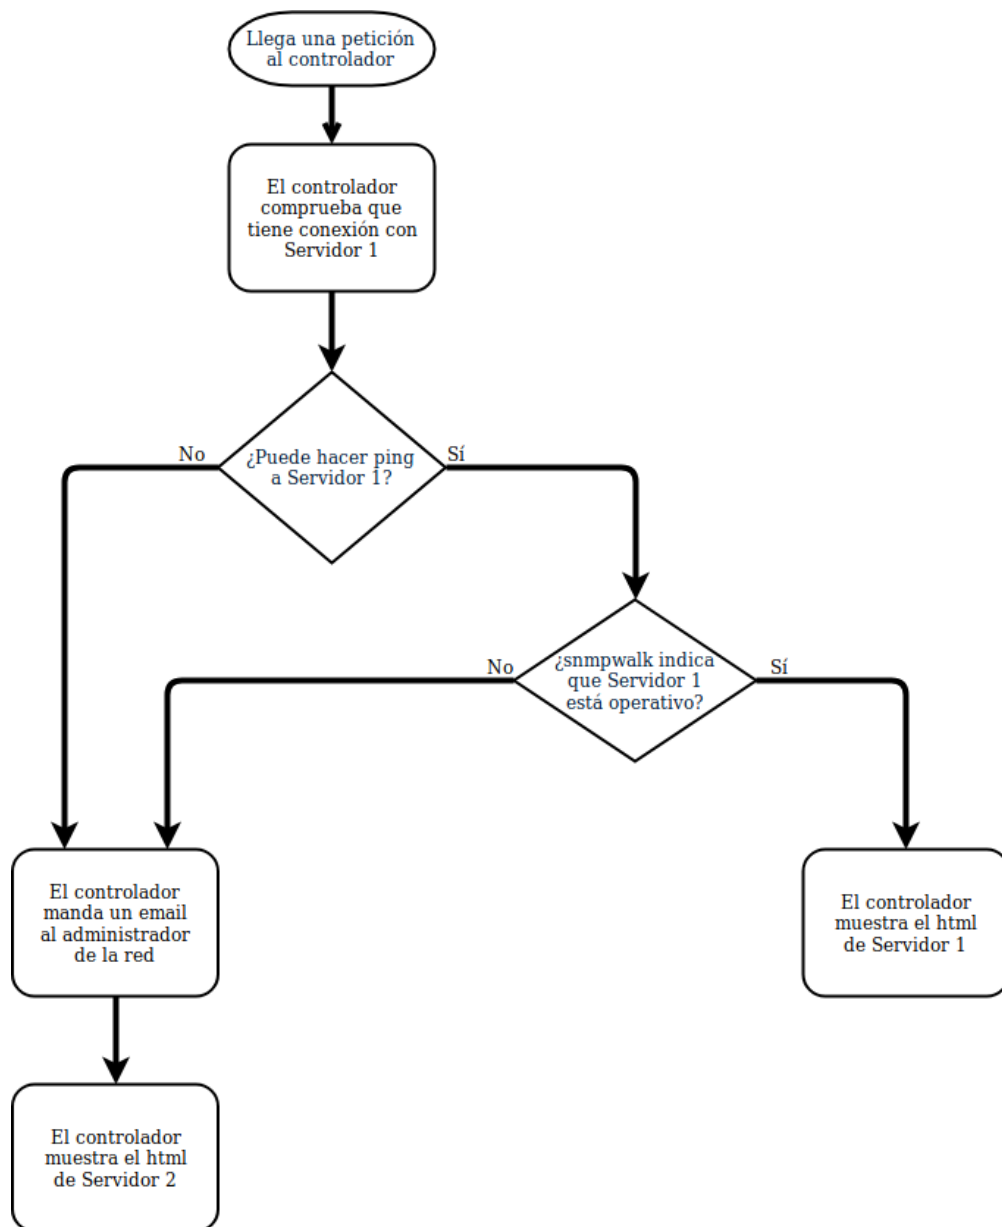 Llega una petición
al controlador
El controlador
comprueba que
tiene conexión con
Servidor 1
No
¿Puede hacer ping
a Servidor 1?
Sí
No
¿snmpwalk indica
que Servidor 1
está operativo?
Sí
El controlador
manda un email
al administrador
de la red
El controlador
muestra el html
de Servidor 1
El controlador
muestra el html
de Servidor 2